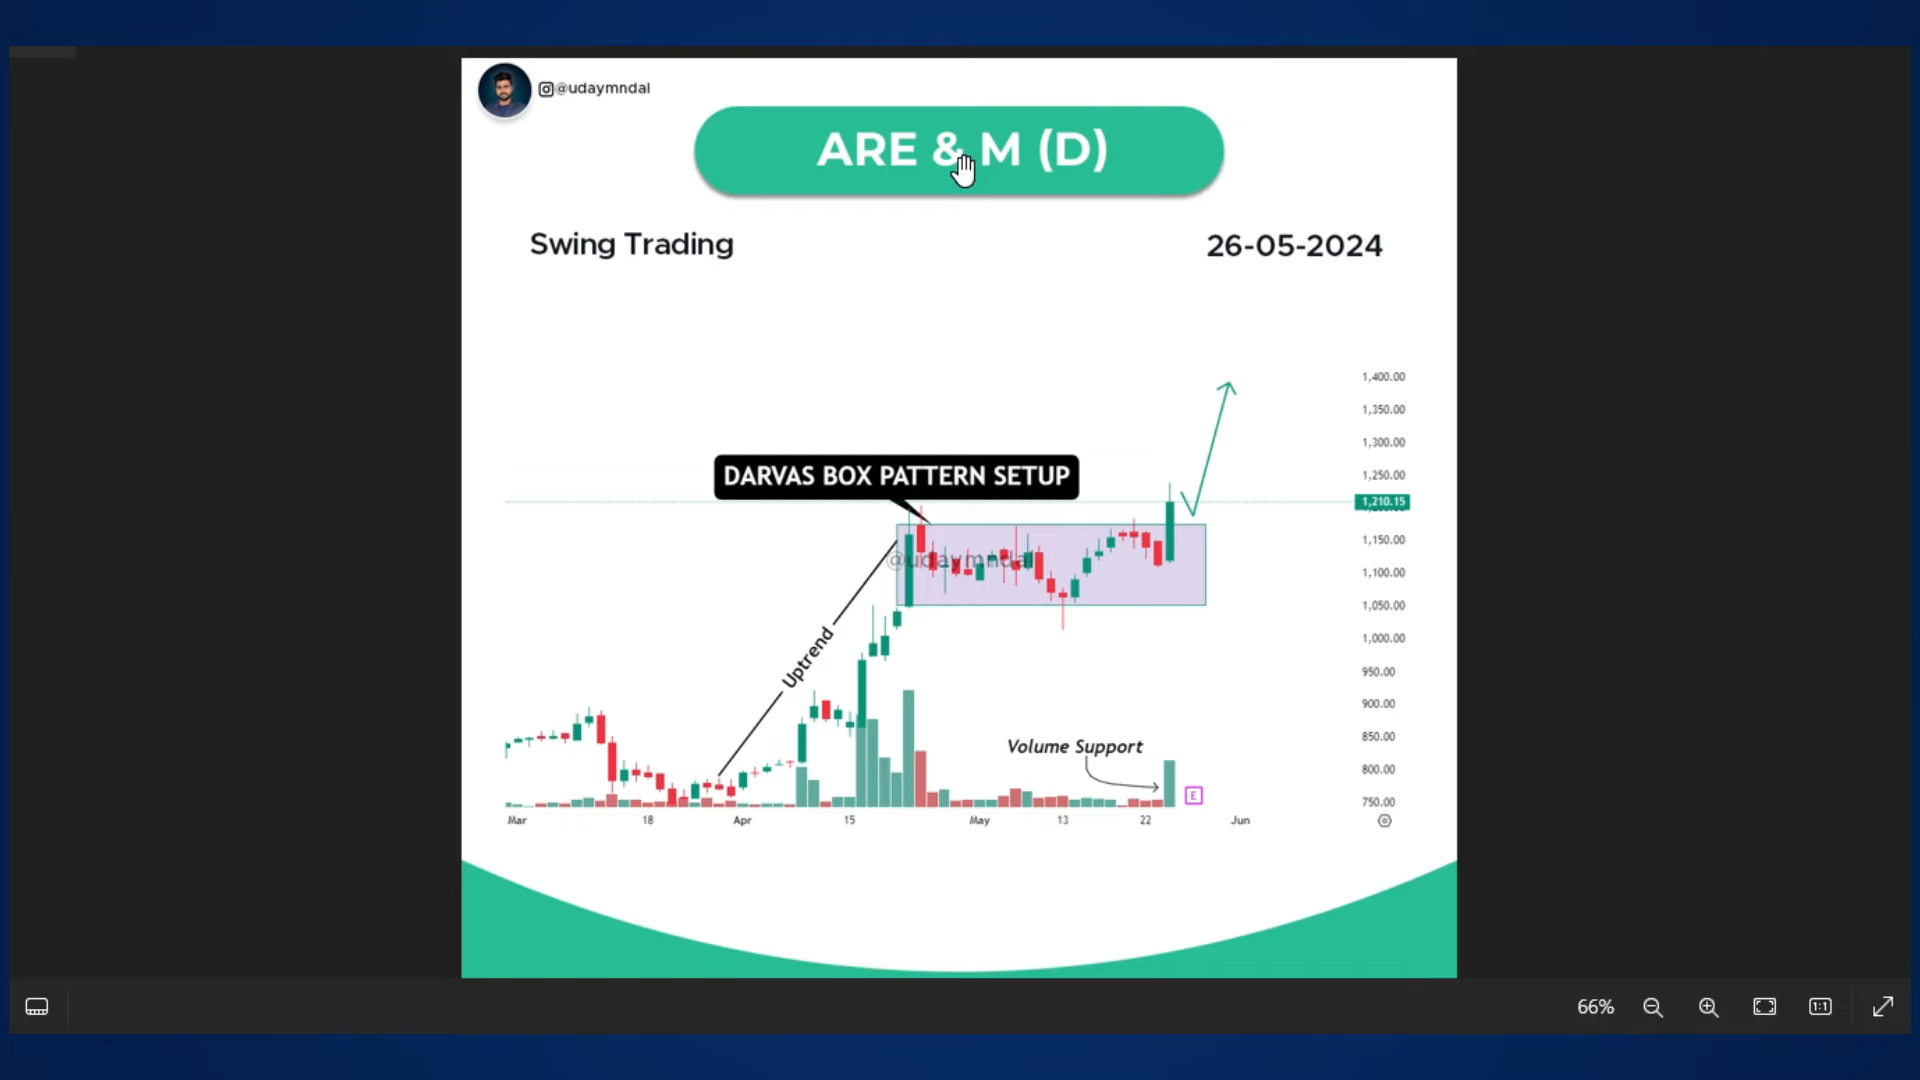 @udaymndal
ARE & M (D)
Swing Trading
26-05-2024
1,400.00
1,350.00
1,300.00
1,250.00
DARVAS BOX PATTERN SETUP
1,210.15
1,150.00
@udaymndal
1,100.00
1,050.00
1,000.00
Uptrend
950.00
900.00
850.00
Volume Support
800.00
E
750.00
Mar 18 Apr 15 May 13 22 Jun
66%
1:1